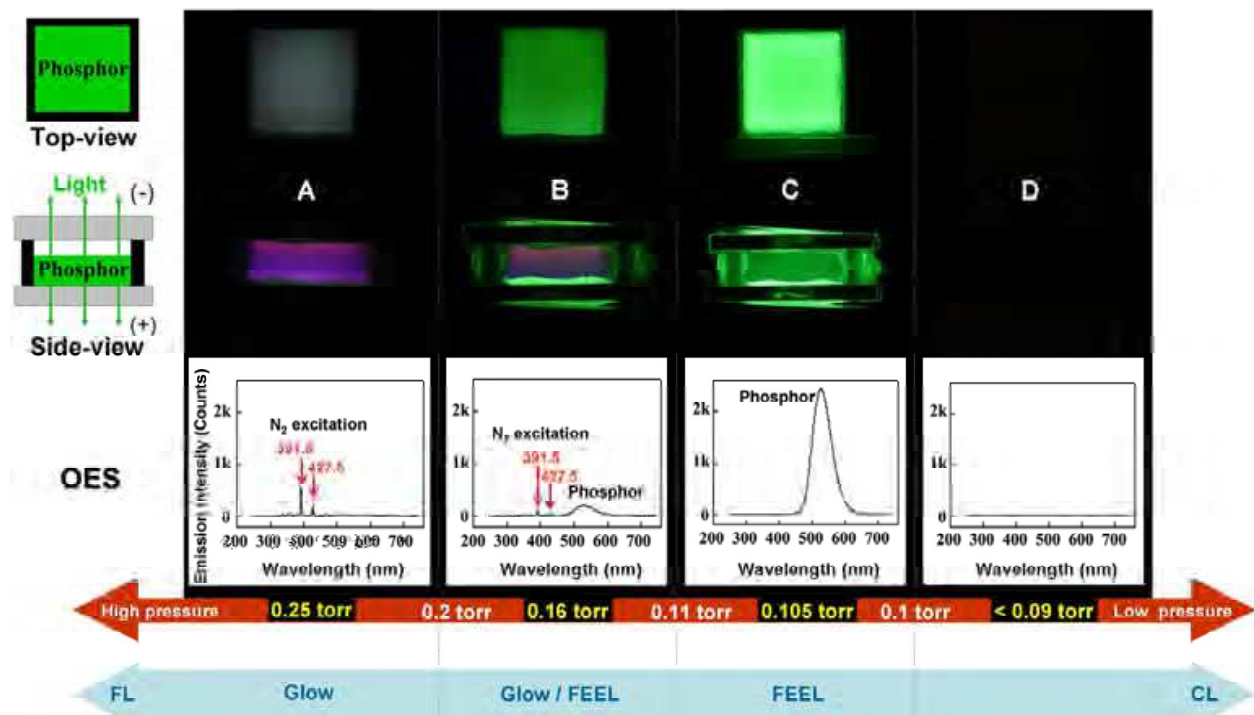 Phosphor
Top-view
Light (-)
Phosphor
(+)
Side-view
A B C D
OES
Emission Intensity (Counts)
2k
1k
0
N2 excitation
391.5
427.5
200 300 400 500 600 700
Wavelength (nm)
2k
1k
0
N2 excitation
391.5
427.5
Phosphor
200 300 400 500 600 700
Wavelength (nm)
2k
1k
0
Phosphor
200 300 400 500 600 700
Wavelength (nm)
2k
1k
0
200 300 400 500 600 700
Wavelength (nm)
High pressure 0.25 torr 0.2 torr 0.16 torr 0.11 torr 0.105 torr 0.1 torr < 0.09 torr Low pressure
FL Glow Glow / FEEL FEEL CL